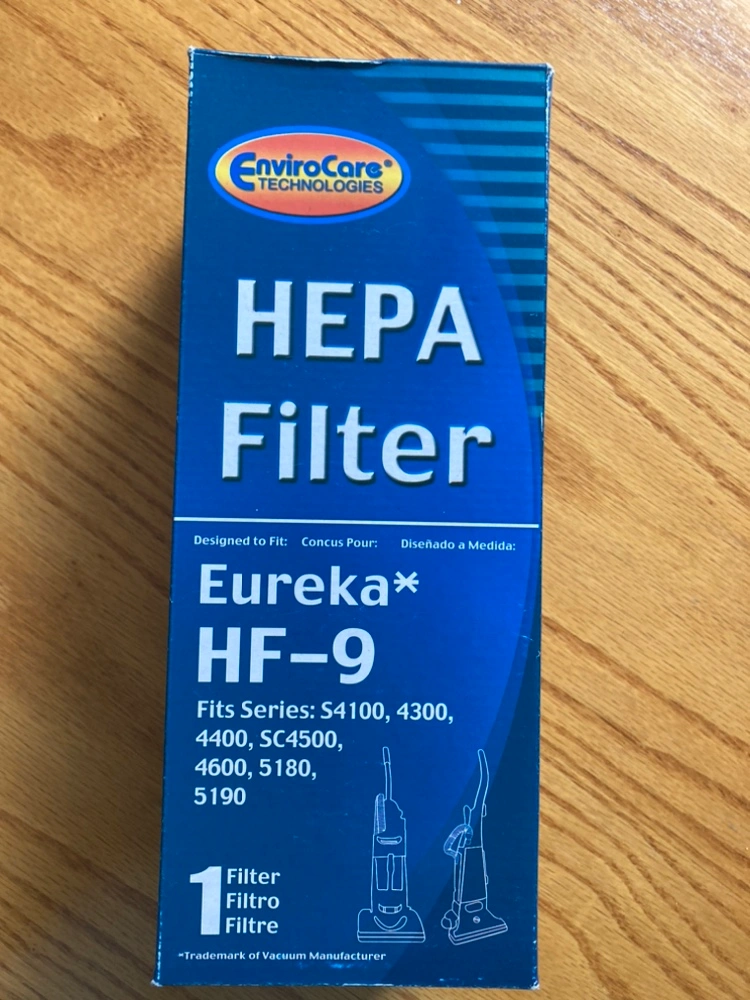 EnviroCare®
TECHNOLOGIES
HEPA
Filter
Designed to Fit: Concus Pour: Diseñado a Medida:
Eureka*
HF-9
Fits Series: S4100, 4300,
4400, SC4500,
4600, 5180,
5190
1 Filter
Filtro
Filtre
*Trademark of Vacuum Manufacturer